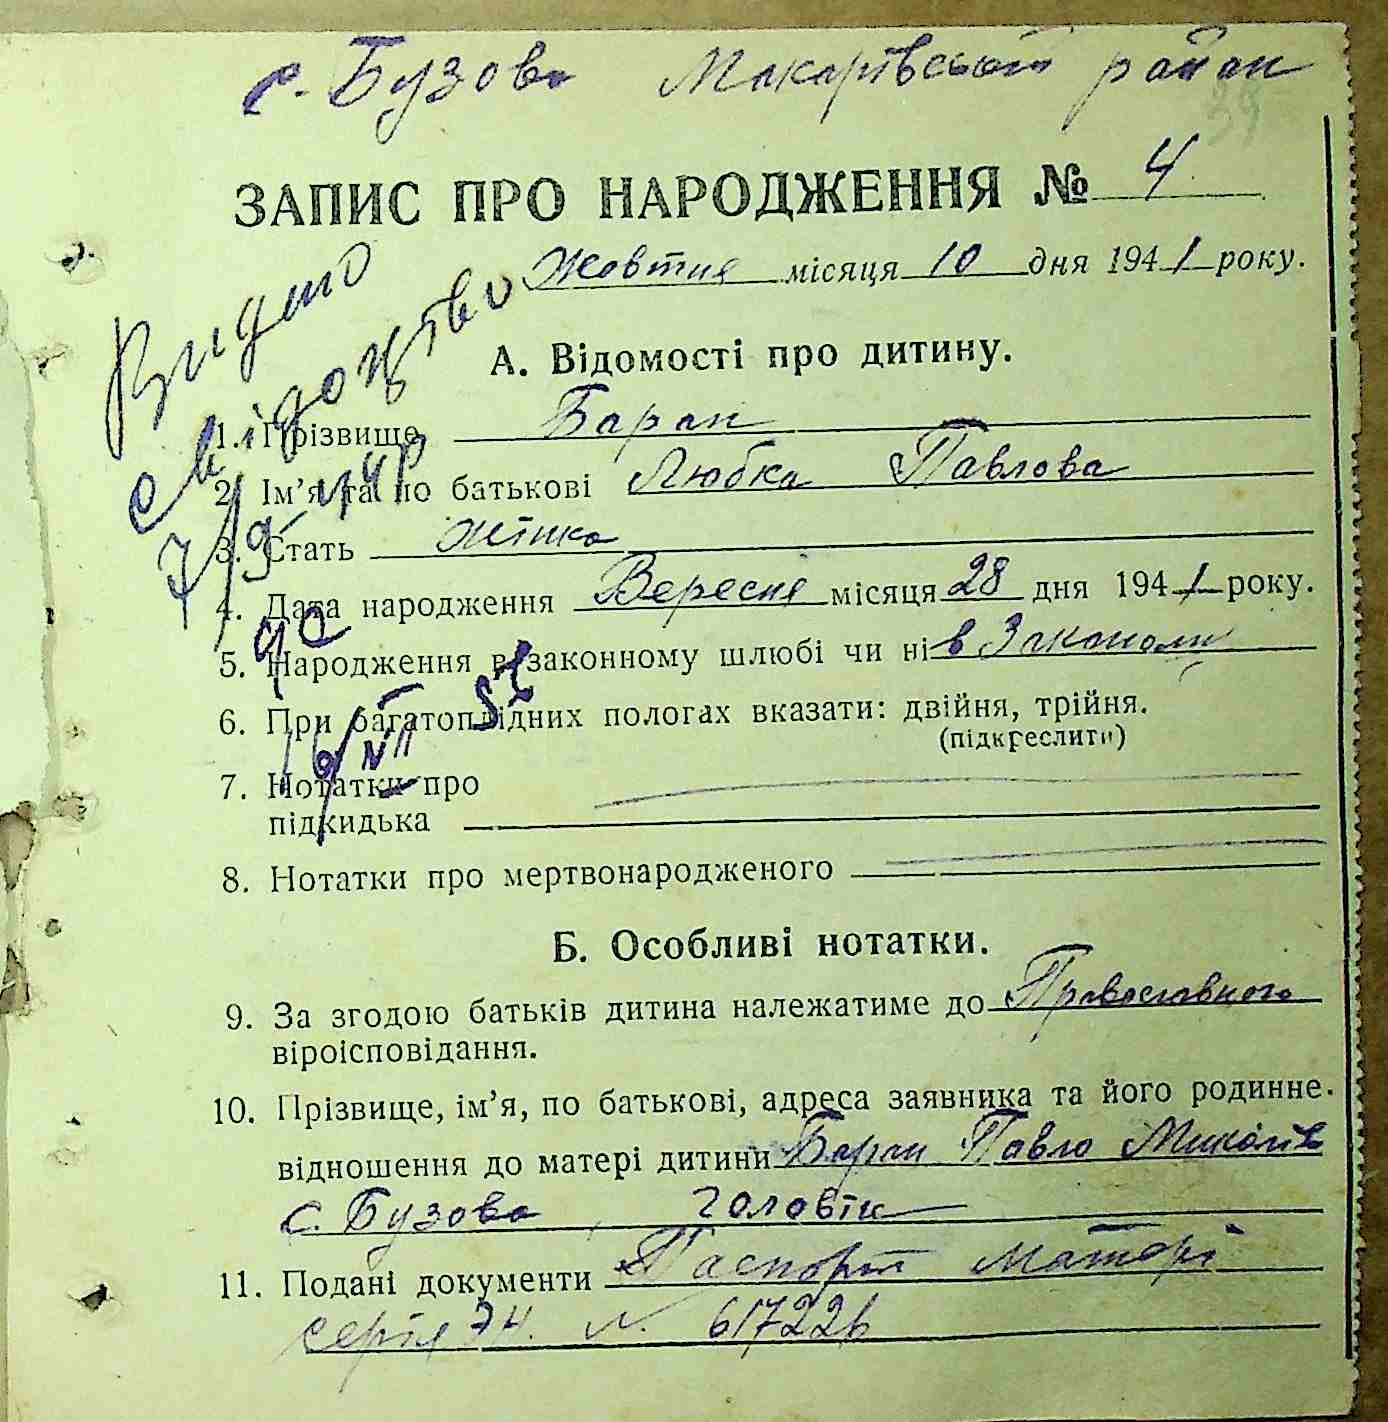 с. Бузова Макарівський район
39
ЗАПИС ПРО НАРОДЖЕННЯ № 4
Жовтня місяця 10 дня 1941 року.
Видано
свідоцтво
А. Відомості про дитину.
1. Прізвище Баран
2. Ім'я та по батькові Любка Павлова
3. Стать Жінка
4. Дата народження Вересня місяця 28 дня 1941 року.
5. Народження в законному шлюбі чи ні в Законом
6. При багатоплідних пологах вказати: двійня, трійня.
(підкреслити)
7. Нотатки про
підкидька
8. Нотатки про мертвонародженого
Б. Особливі нотатки.
9. За згодою батьків дитина належатиме до Православного
віроісповідання.
10. Прізвище, ім'я, по батькові, адреса заявника та його родинне.
відношення до матері дитини Баран Павло Миколів
с. Бузова чоловік
11. Подані документи Паспорт матері
серія № 617226